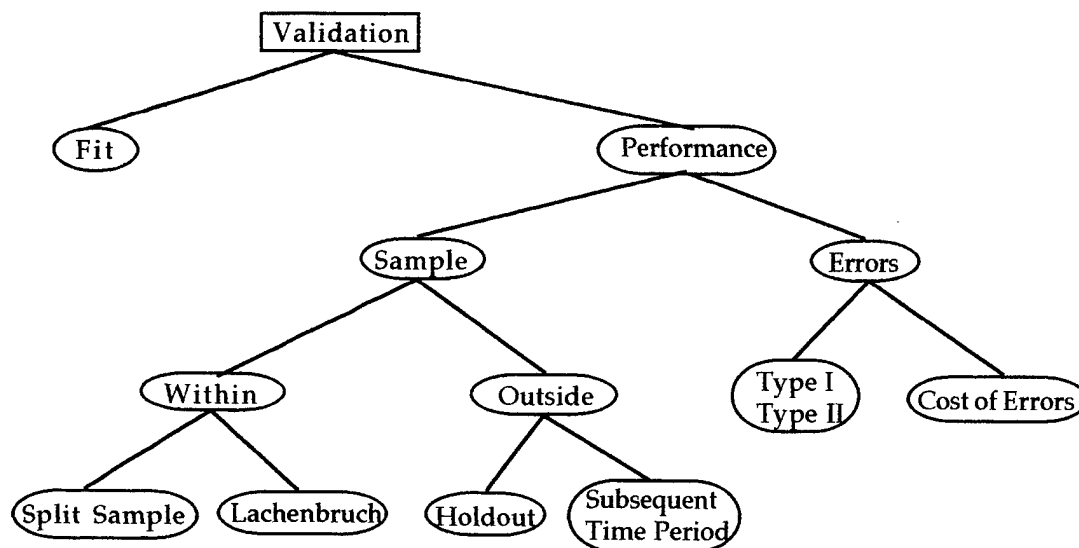 Validation
Fit
Performance
Sample
Errors
Within
Outside
Type I
Type II
Cost of Errors
Split Sample
Lachenbruch
Holdout
Subsequent
Time Period